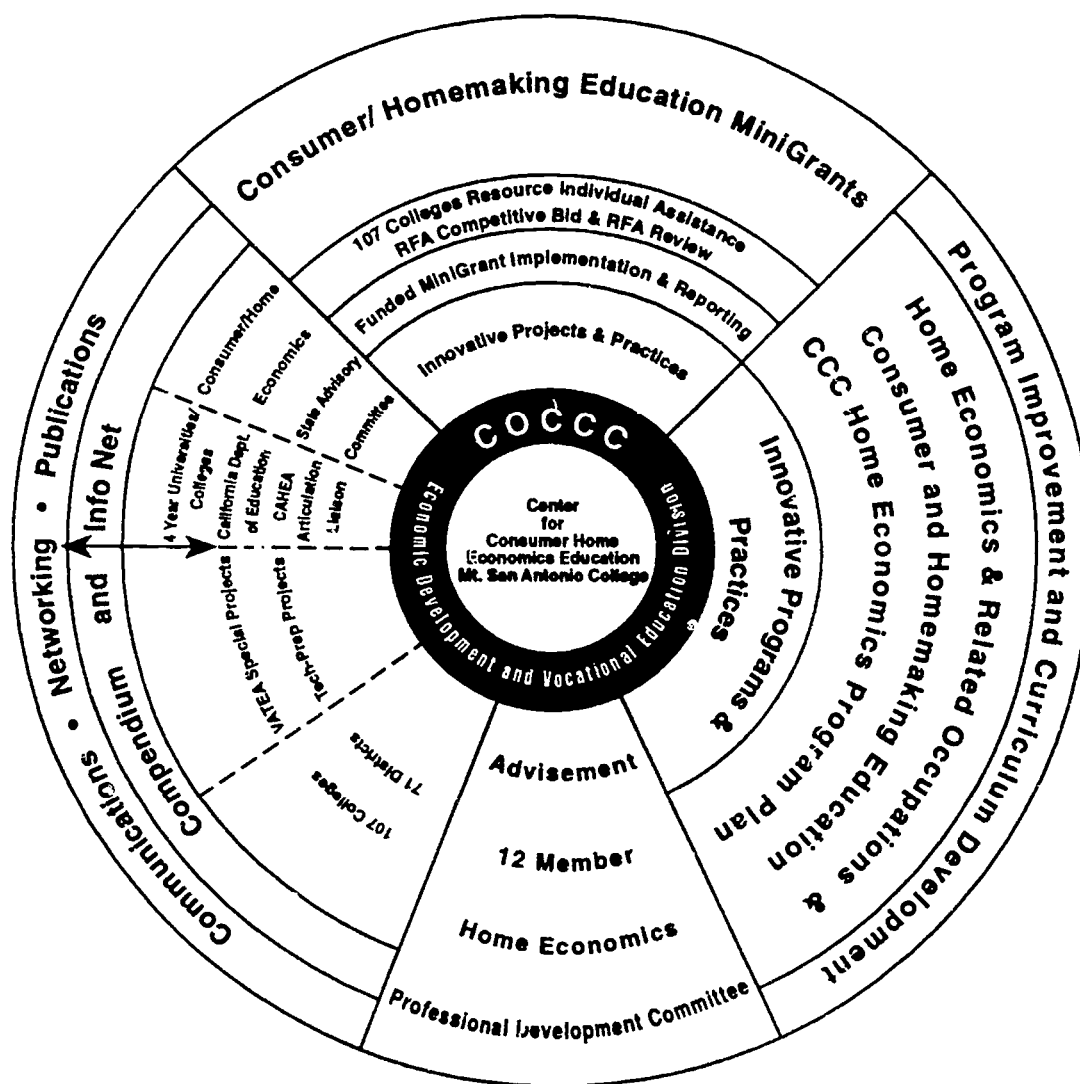 Consumer/ Homemaking Education MiniGrants
107 Colleges Resource Individual Assistance
RFA Competitive Bid & RFA Review
Funded MiniGrant Implementation & Reporting
Innovative Projects & Practices
Program Improvement and Curriculum Development
Home Economics & Related Occupations &
Consumer and Homemaking Education
CCC Home Economics Program Plan
Innovative Programs &
Practices
COCCC
Economic Development and Vocational Education Division
Center
for
Consumer Home
Economics Education
Mt. San Antonio College
Advisement
12 Member
Home Economics
Professional Development Committee
Communications • Networking • Publications
Compendium and Info Net
Consumer/Home
Economics
State Advisory
Committee
4 Year Universities/
Colleges
California Dept.
of Education
CAHEA
Articulation
Liaison
VATEA Special Projects
Tech-Prep Projects
71 Districts
107 Colleges